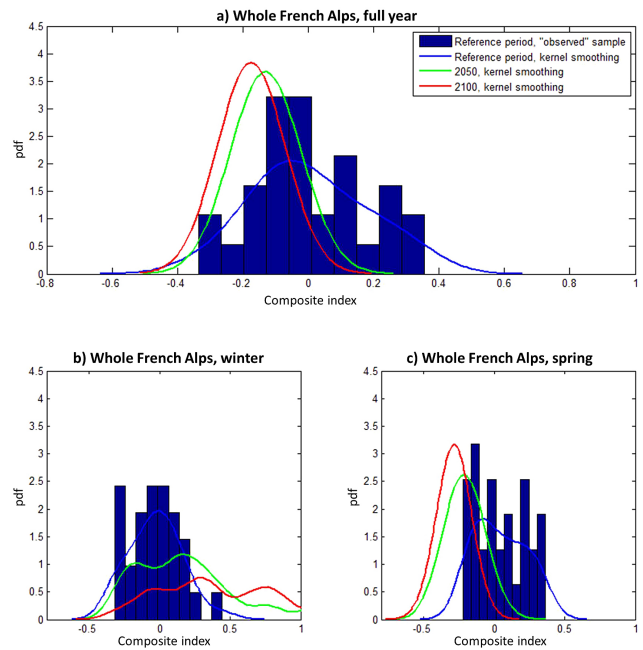 a) Whole French Alps, full year
Reference period, "observed" sample
Reference period, kernel smoothing
2050, kernel smoothing
2100, kernel smoothing
pdf
4.5
4
3.5
3
2.5
2
1.5
1
0.5
0
-0.8 -0.6 -0.4 -0.2 0 0.2 0.4 0.6 0.8 1
Composite index
b) Whole French Alps, winter
pdf
4.5
4
3.5
3
2.5
2
1.5
1
0.5
0
-0.5 0 0.5 1
Composite index
c) Whole French Alps, spring
pdf
4.5
4
3.5
3
2.5
2
1.5
1
0.5
0
-0.5 0 0.5 1
Composite index